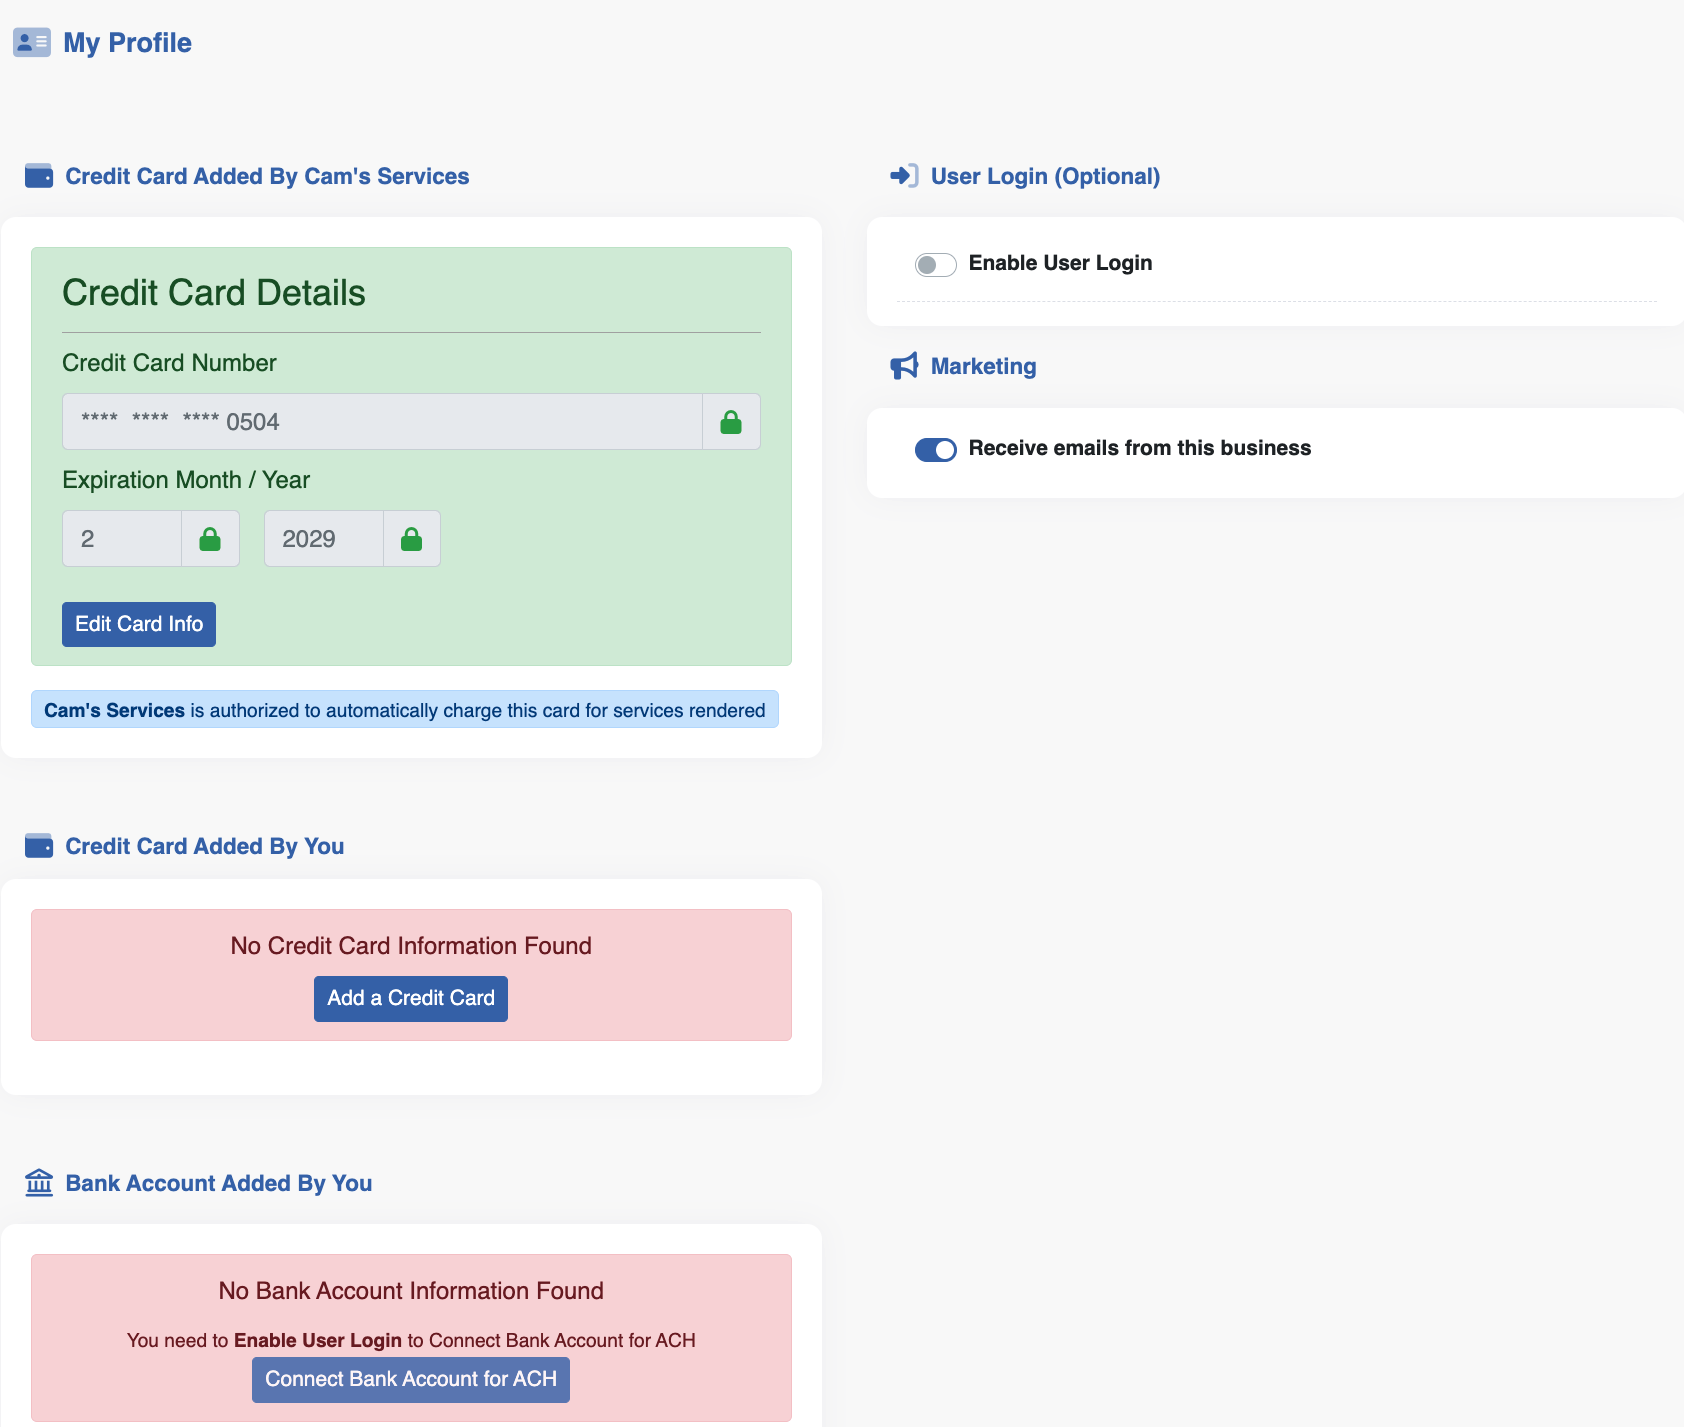 My Profile
Credit Card Added By Cam's Services
Credit Card Details
Credit Card Number
**** **** **** 0504
Expiration Month / Year
2
2029
Edit Card Info
Cam's Services is authorized to automatically charge this card for services rendered
Credit Card Added By You
No Credit Card Information Found
Add a Credit Card
Bank Account Added By You
No Bank Account Information Found
You need to Enable User Login to Connect Bank Account for ACH
Connect Bank Account for ACH
User Login (Optional)
Enable User Login
Marketing
Receive emails from this business